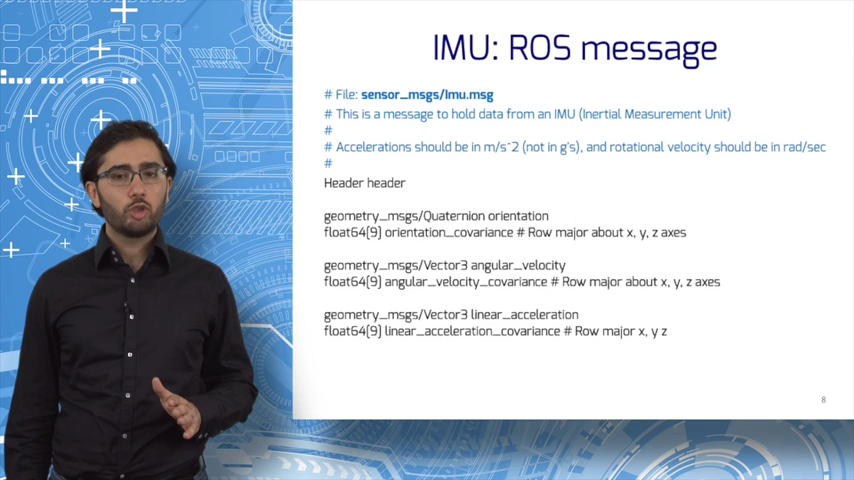 IMU: ROS message
# File: sensor_msgs/Imu.msg
# This is a message to hold data from an IMU (Inertial Measurement Unit)
#
# Accelerations should be in m/s^2 (not in g's), and rotational velocity should be in rad/sec
#
Header header
geometry_msgs/Quaternion orientation
float64[9] orientation_covariance # Row major about x, y, z axes
geometry_msgs/Vector3 angular_velocity
float64[9] angular_velocity_covariance # Row major about x, y, z axes
geometry_msgs/Vector3 linear_acceleration
float64[9] linear_acceleration_covariance # Row major x, y z
8